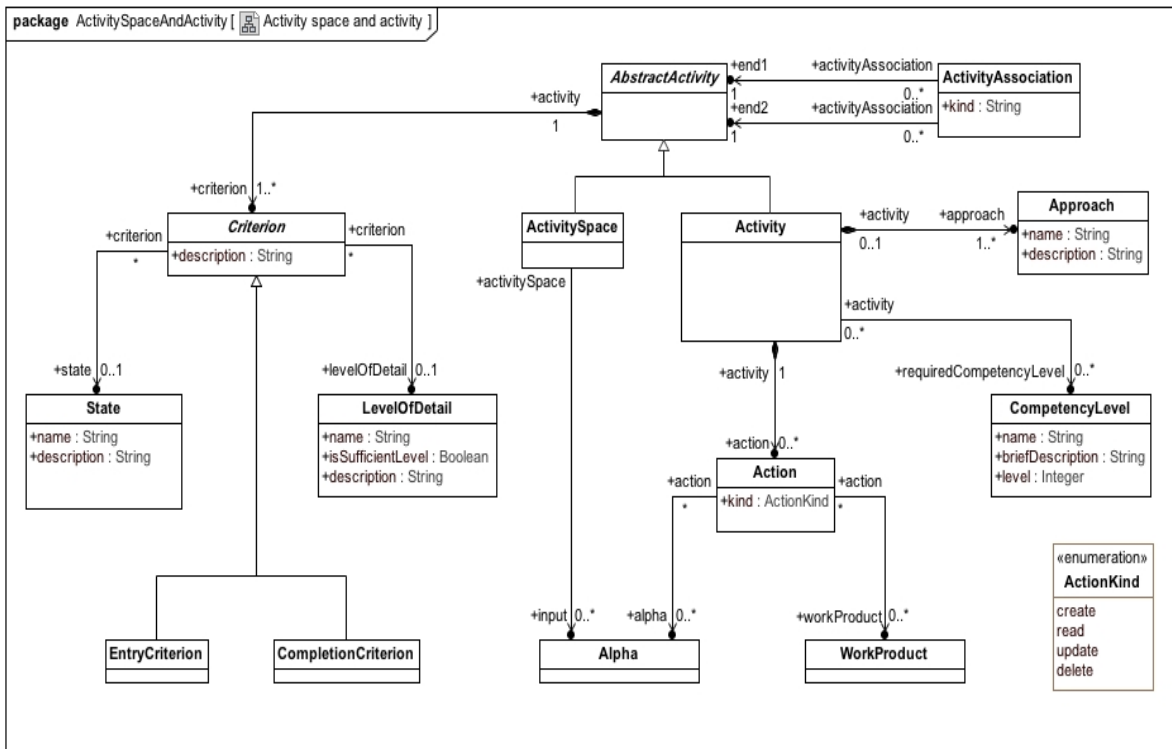 package ActivitySpaceAndActivity [ Activity space and activity ]
AbstractActivity
+end1
+activityAssociation
1
0..*
+end2
+activityAssociation
1
0..*
ActivityAssociation
+kind : String
+activity
1
+criterion 1..*
Criterion
+description : String
+criterion
*
+criterion
*
ActivitySpace
+activitySpace
Activity
+activity
0..1
+approach
1..*
Approach
+name : String
+description : String
+activity
0..*
+requiredCompetencyLevel 0..*
+state 0..1
State
+name : String
+description : String
+levelOfDetail 0..1
LevelOfDetail
+name : String
+isSufficientLevel : Boolean
+description : String
+activity 1
+action 0..*
Action
+kind : ActionKind
+action
*
+action
*
CompetencyLevel
+name : String
+briefDescription : String
+level : Integer
«enumeration»
ActionKind
create
read
update
delete
+input 0..*
+alpha 0..*
+workProduct 0..*
EntryCriterion
CompletionCriterion
Alpha
WorkProduct